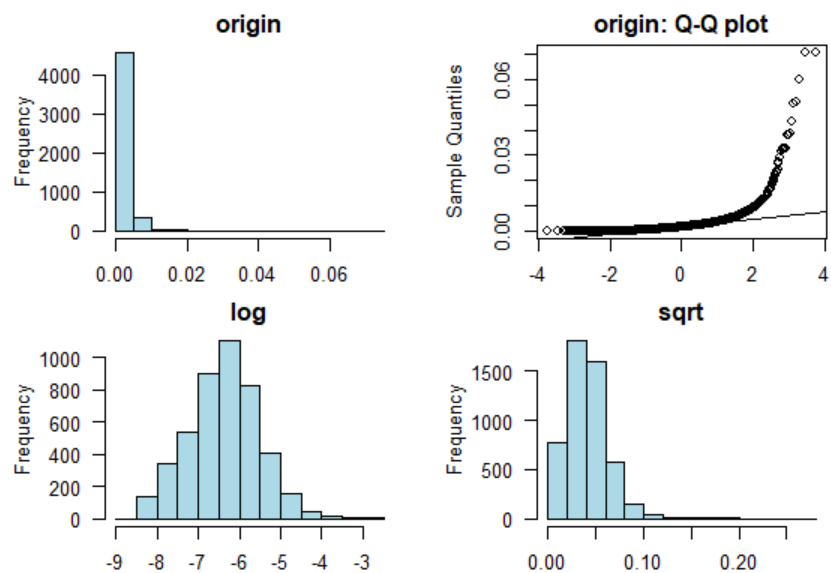 origin
Frequency
4000
3000
2000
1000
0
0.00 0.02 0.04 0.06
origin: Q-Q plot
Sample Quantiles
0.06
0.03
0.00
-4 -2 0 2 4
log
Frequency
1000
800
600
400
200
0
-9 -8 -7 -6 -5 -4 -3
sqrt
Frequency
1500
500
0
0.00 0.10 0.20